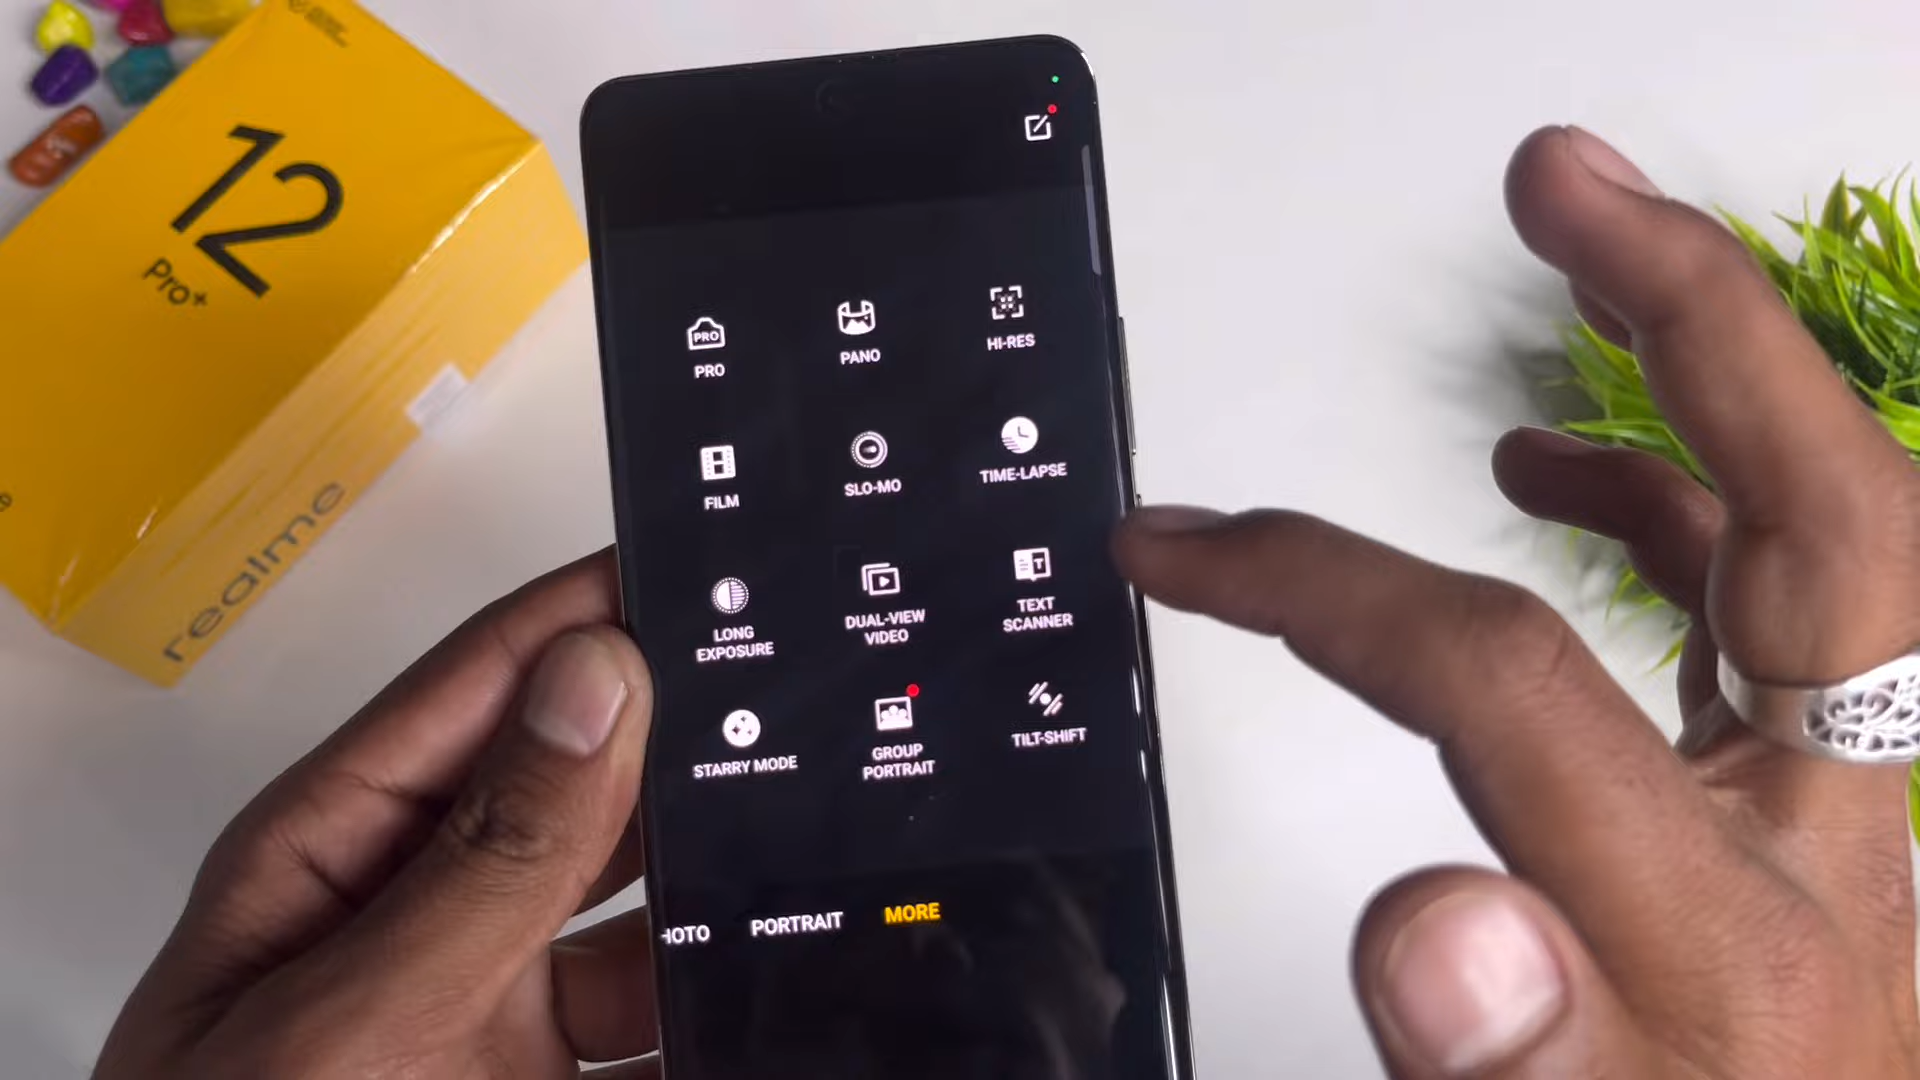 12
Pro+
realme
PRO
PRO
PANO
HI-RES
FILM
SLO-MO
TIME-LAPSE
LONG
EXPOSURE
DUAL-VIEW
VIDEO
T
TEXT
SCANNER
STARRY MODE
GROUP
PORTRAIT
TILT-SHIFT
HOTO
PORTRAIT
MORE